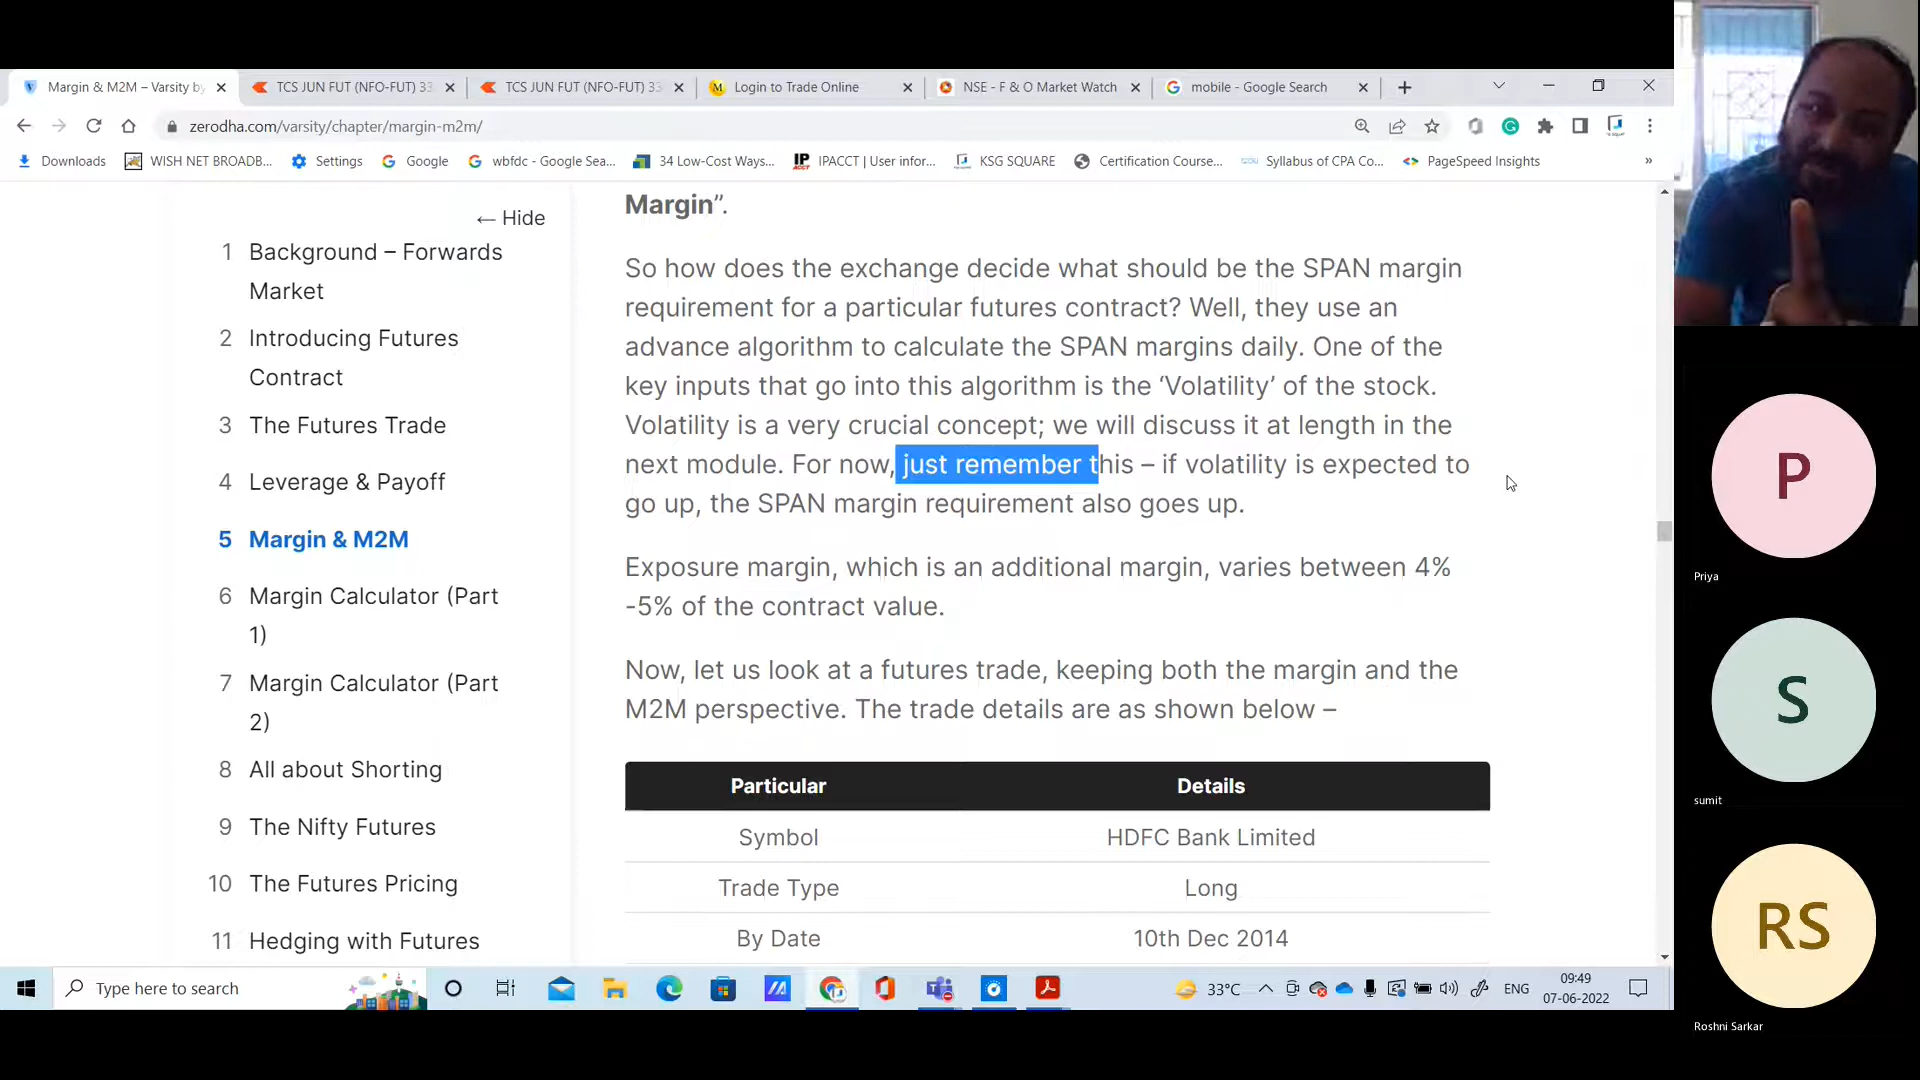 Margin & M2M – Varsity by
TCS JUN FUT (NFO-FUT) 33
TCS JUN FUT (NFO-FUT) 33
Login to Trade Online
NSE - F & O Market Watch
mobile - Google Search
zerodha.com/varsity/chapter/margin-m2m/
Downloads
WISH NET BROADB...
Settings
Google
wbfdc - Google Sea...
34 Low-Cost Ways...
IPACCT | User infor...
KSG SQUARE
Certification Course...
Syllabus of CPA Co...
PageSpeed Insights
»
← Hide
1 Background – Forwards
Market
2 Introducing Futures
Contract
3 The Futures Trade
4 Leverage & Payoff
5 Margin & M2M
6 Margin Calculator (Part
1)
7 Margin Calculator (Part
2)
8 All about Shorting
9 The Nifty Futures
10 The Futures Pricing
11 Hedging with Futures
Margin”.
So how does the exchange decide what should be the SPAN margin
requirement for a particular futures contract? Well, they use an
advance algorithm to calculate the SPAN margins daily. One of the
key inputs that go into this algorithm is the ‘Volatility’ of the stock.
Volatility is a very crucial concept; we will discuss it at length in the
next module. For now, just remember this – if volatility is expected to
go up, the SPAN margin requirement also goes up.
Exposure margin, which is an additional margin, varies between 4%
-5% of the contract value.
Now, let us look at a futures trade, keeping both the margin and the
M2M perspective. The trade details are as shown below –
Particular Details
Symbol HDFC Bank Limited
Trade Type Long
By Date 10th Dec 2014
P
Priya
S
sumit
RS
Roshni Sarkar
Type here to search
33°C
ENG
09:49
07-06-2022